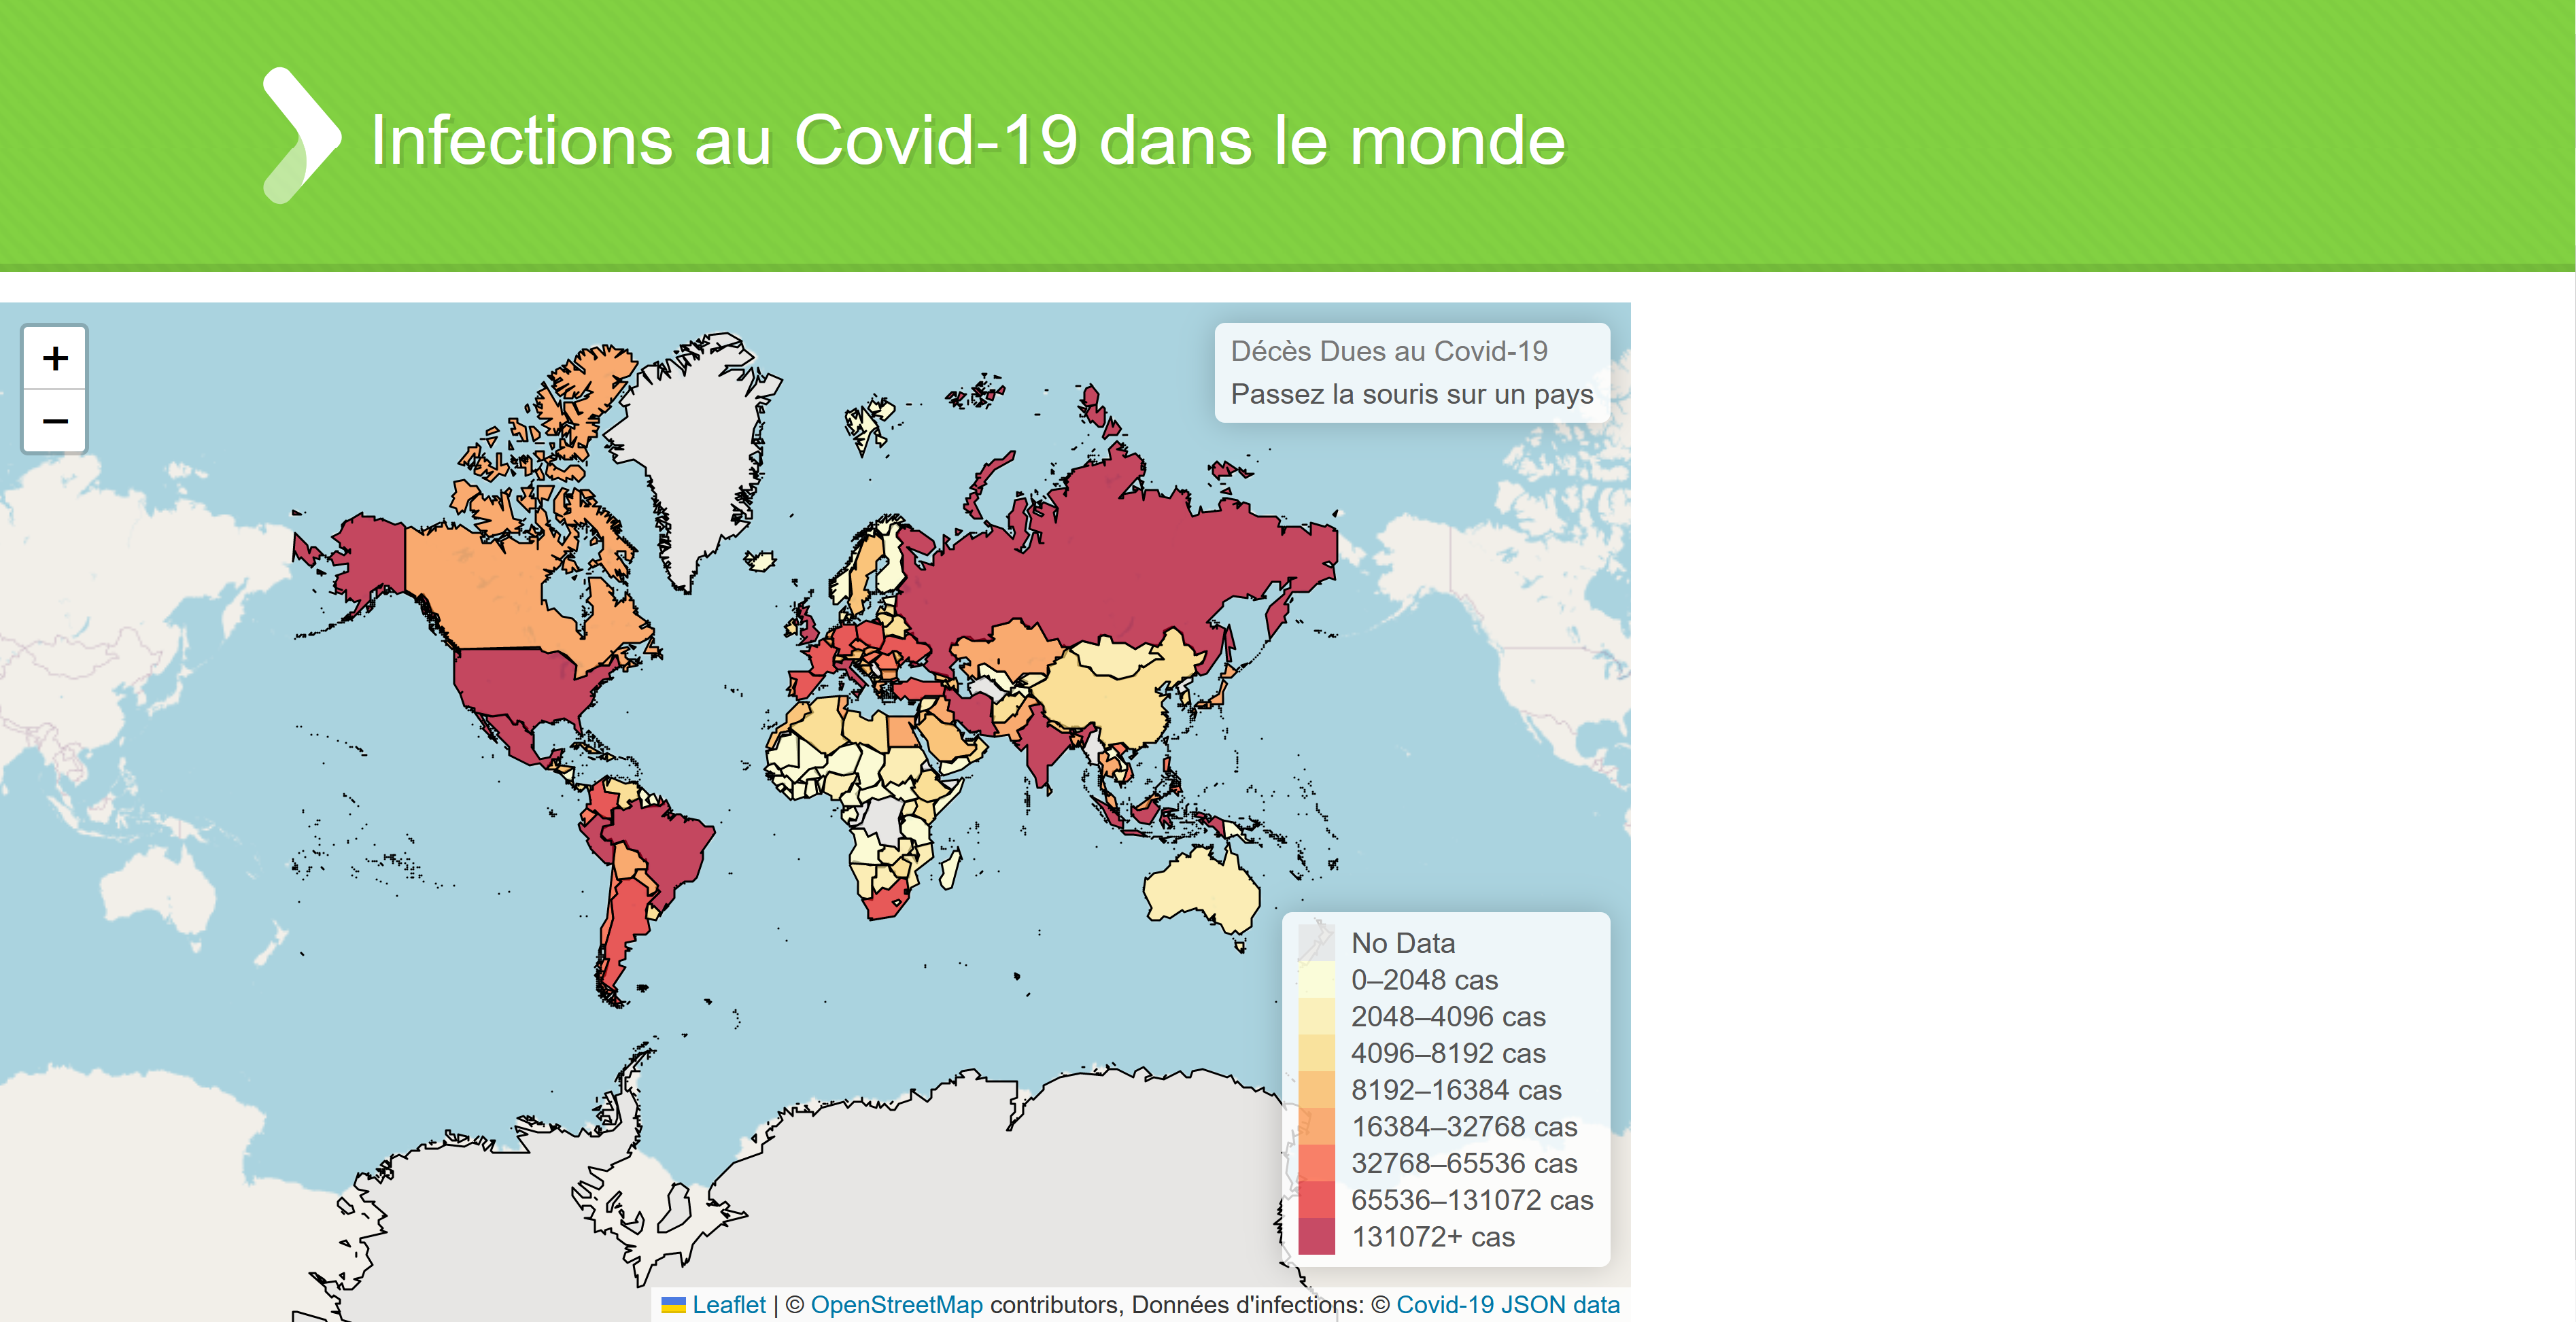 Infections au Covid-19 dans le monde
+
−
Décès Dues au Covid-19
Passez la souris sur un pays
No Data
0–2048 cas
2048–4096 cas
4096–8192 cas
8192–16384 cas
16384–32768 cas
32768–65536 cas
65536–131072 cas
131072+ cas
Leaflet | © OpenStreetMap contributors, Données d'infections: © Covid-19 JSON data